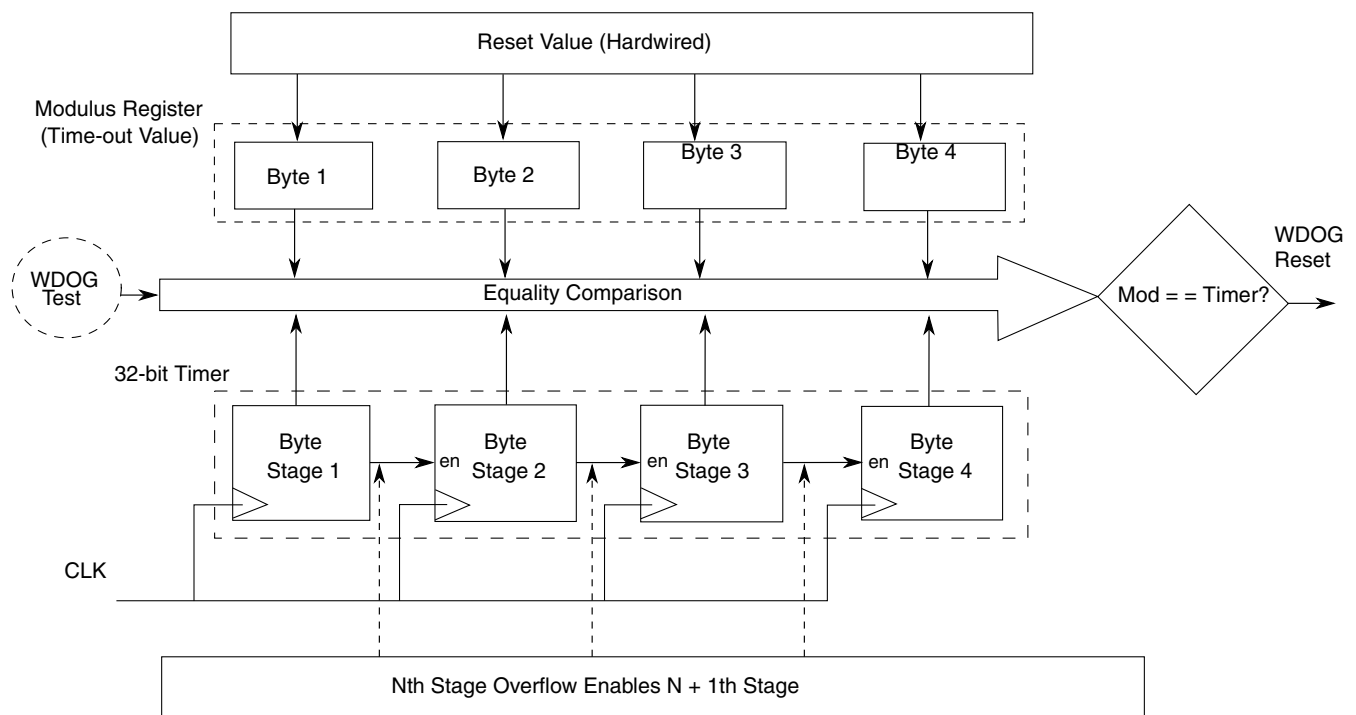 Reset Value (Hardwired)
Modulus Register
(Time-out Value)
Byte 1
Byte 2
Byte 3
Byte 4
WDOG
Test
Equality Comparison
Mod = = Timer?
WDOG
Reset
32-bit Timer
Byte
Stage 1
en
Byte
Stage 2
en
Byte
Stage 3
en
Byte
Stage 4
CLK
Nth Stage Overflow Enables N + 1th Stage